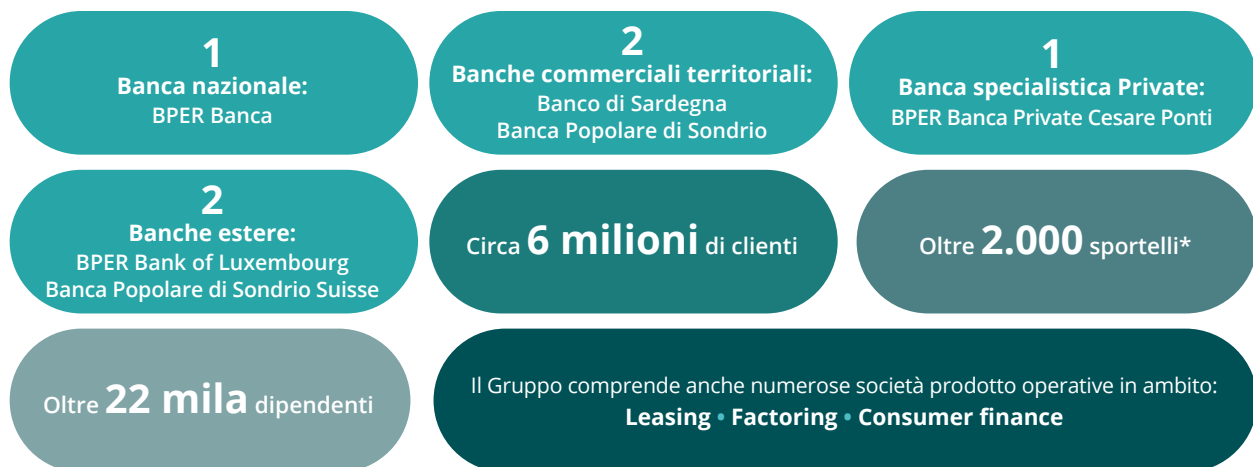 1
Banca nazionale:
BPER Banca
2
Banche commerciali territoriali:
Banco di Sardegna
Banca Popolare di Sondrio
1
Banca specialistica Private:
BPER Banca Private Cesare Ponti
2
Banche estere:
BPER Bank of Luxembourg
Banca Popolare di Sondrio Suisse
Circa 6 milioni di clienti
Oltre 2.000 sportelli*
Oltre 22 mila dipendenti
Il Gruppo comprende anche numerose società prodotto operative in ambito:
Leasing • Factoring • Consumer finance